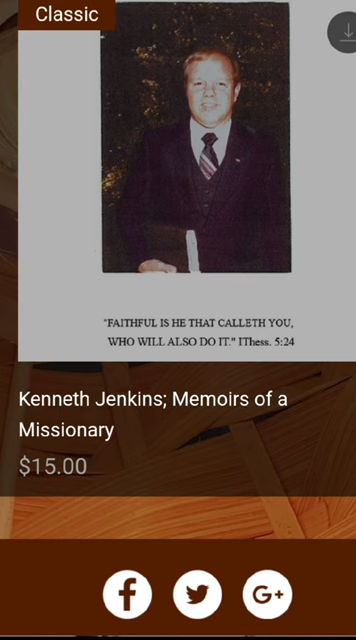 Classic
"FAITHFUL IS HE THAT CALLETH YOU,
WHO WILL ALSO DO IT." IThess. 5:24
Kenneth Jenkins; Memoirs of a
Missionary
$15.00
f
G+